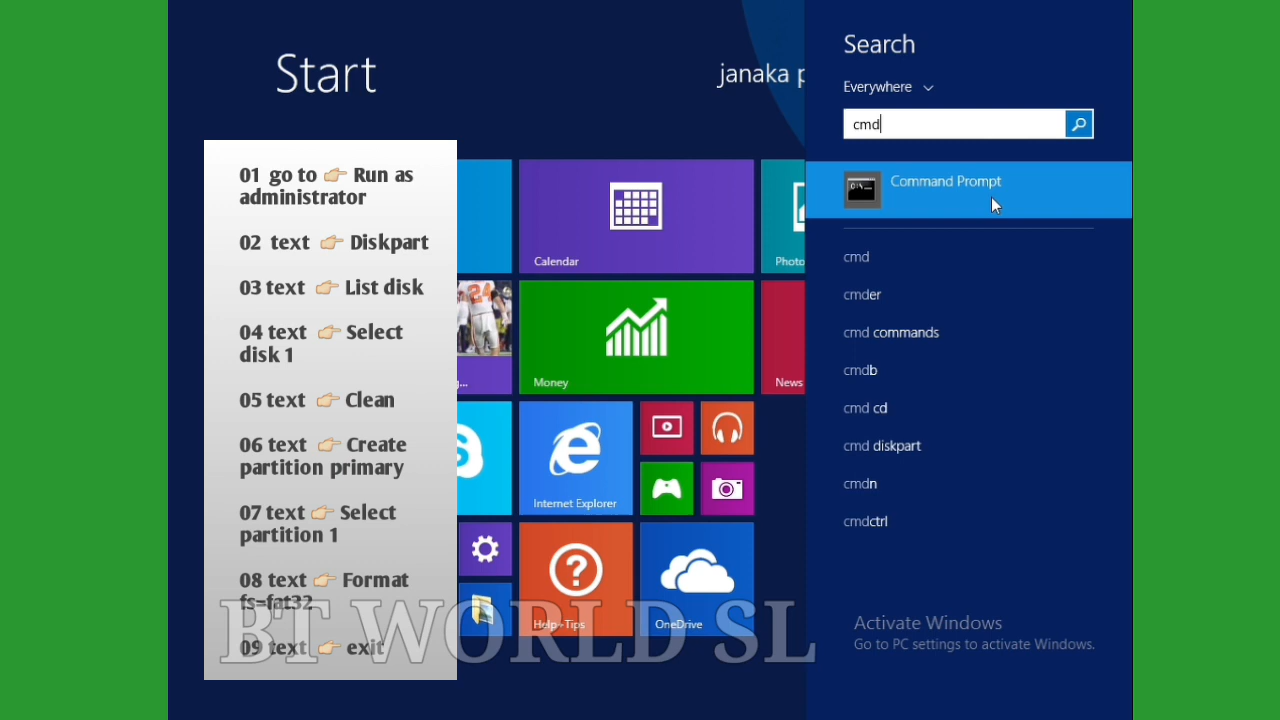 Start
janaka p
01 go to 👉 Run as
administrator
02 text 👉 Diskpart
03 text 👉 List disk
04 text 👉 Select
disk 1
05 text 👉 Clean
06 text 👉 Create
partition primary
07 text 👉 Select
partition 1
08 text 👉 Format
fs=fat32
09 text 👉 exit
Calendar
Photo
Money
News
Internet Explorer
Help+Tips
OneDrive
24
g...
Search
Everywhere
cmd
C:\_
Command Prompt
cmd
cmder
cmd commands
cmdb
cmd cd
cmd diskpart
cmdn
cmdctrl
Activate Windows
Go to PC settings to activate Windows.
BT WORLD SL